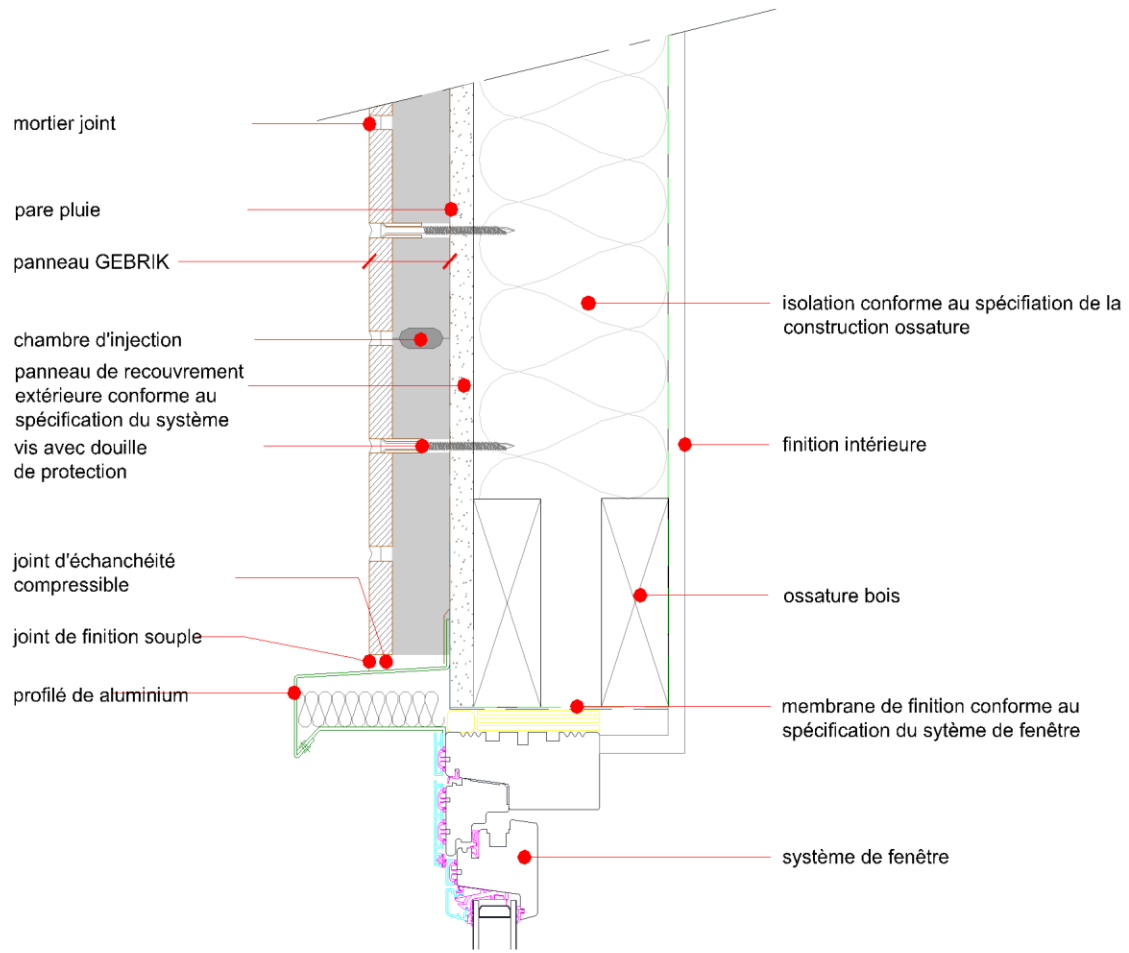 mortier joint
pare pluie
panneau GEBRIK
chambre d'injection
panneau de recouvrement
extérieure conforme au
spécification du système
vis avec douille
de protection
joint d'échanchéité
compressible
joint de finition souple
profilé de aluminium
isolation conforme au spécifiation de la
construction ossature
finition intérieure
ossature bois
membrane de finition conforme au
spécification du sytème de fenêtre
système de fenêtre